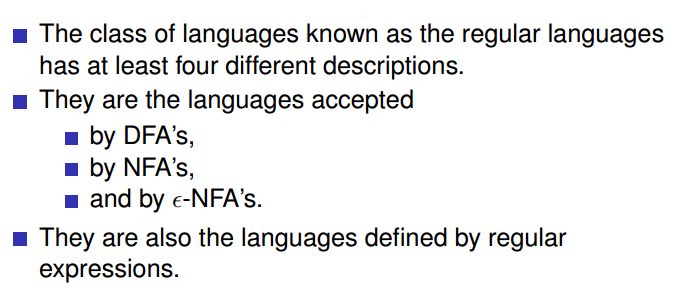 The class of languages known as the regular languages
has at least four different descriptions.
They are the languages accepted
by DFA's,
by NFA's,
and by ϵ-NFA's.
They are also the languages defined by regular
expressions.